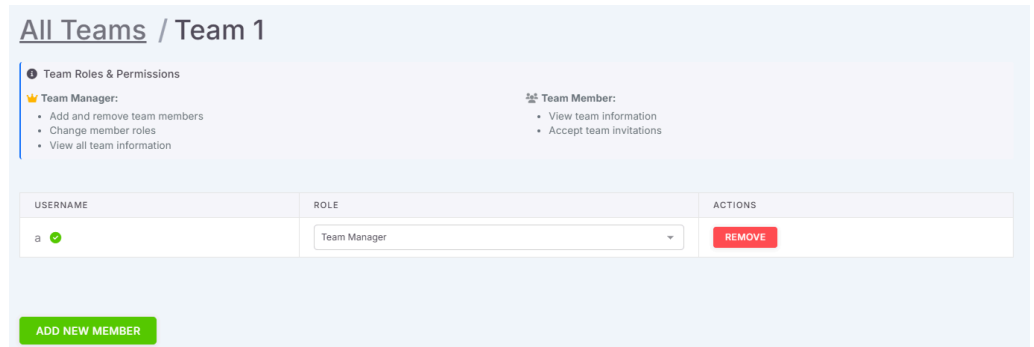 All Teams / Team 1
Team Roles & Permissions
Team Manager:
• Add and remove team members
• Change member roles
• View all team information
Team Member:
• View team information
• Accept team invitations
USERNAME ROLE ACTIONS
a Team Manager REMOVE
ADD NEW MEMBER